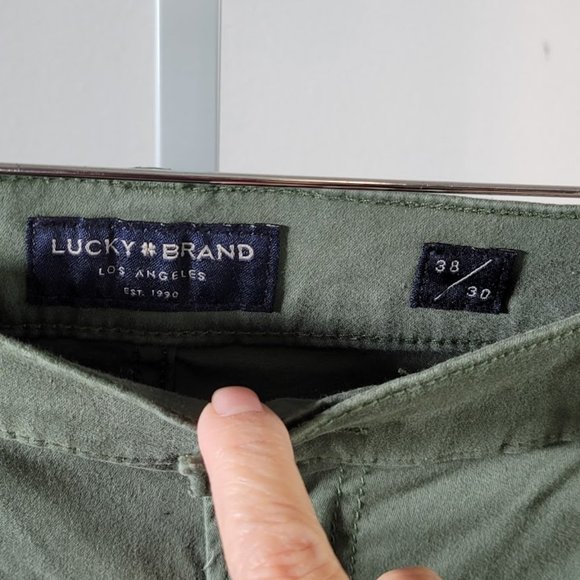 LUCKY BRAND
LOS ANGELES
EST. 1990
38/30